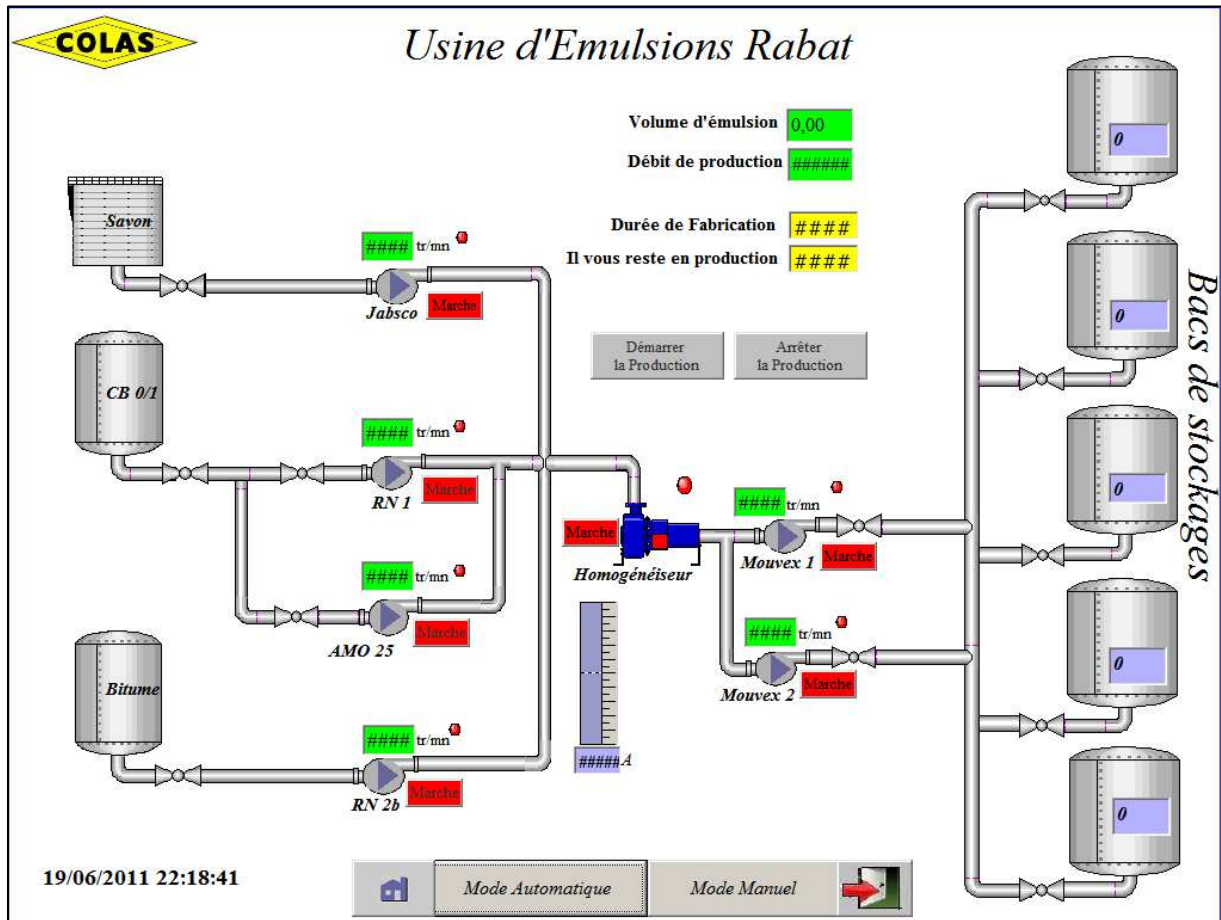 COLAS
Usine d'Emulsions Rabat
Volume d'émulsion 0,00
Débit de production ######
Durée de Fabrication ####
Il vous reste en production ####
Démarrer
la Production
Arrêter
la Production
Savon
#### tr/mn
Jabsco
Marche
CB 0/1
#### tr/mn
RN 1
Marche
#### tr/mn
AMO 25
Marche
Bitume
#### tr/mn
RN 2b
Marche
Marche
Homogénéiseur
##### A
#### tr/mn
Mouvex 1
Marche
#### tr/mn
Mouvex 2
Marche
0
0
0
0
0
Bacs de stockages
19/06/2011 22:18:41
Mode Automatique
Mode Manuel